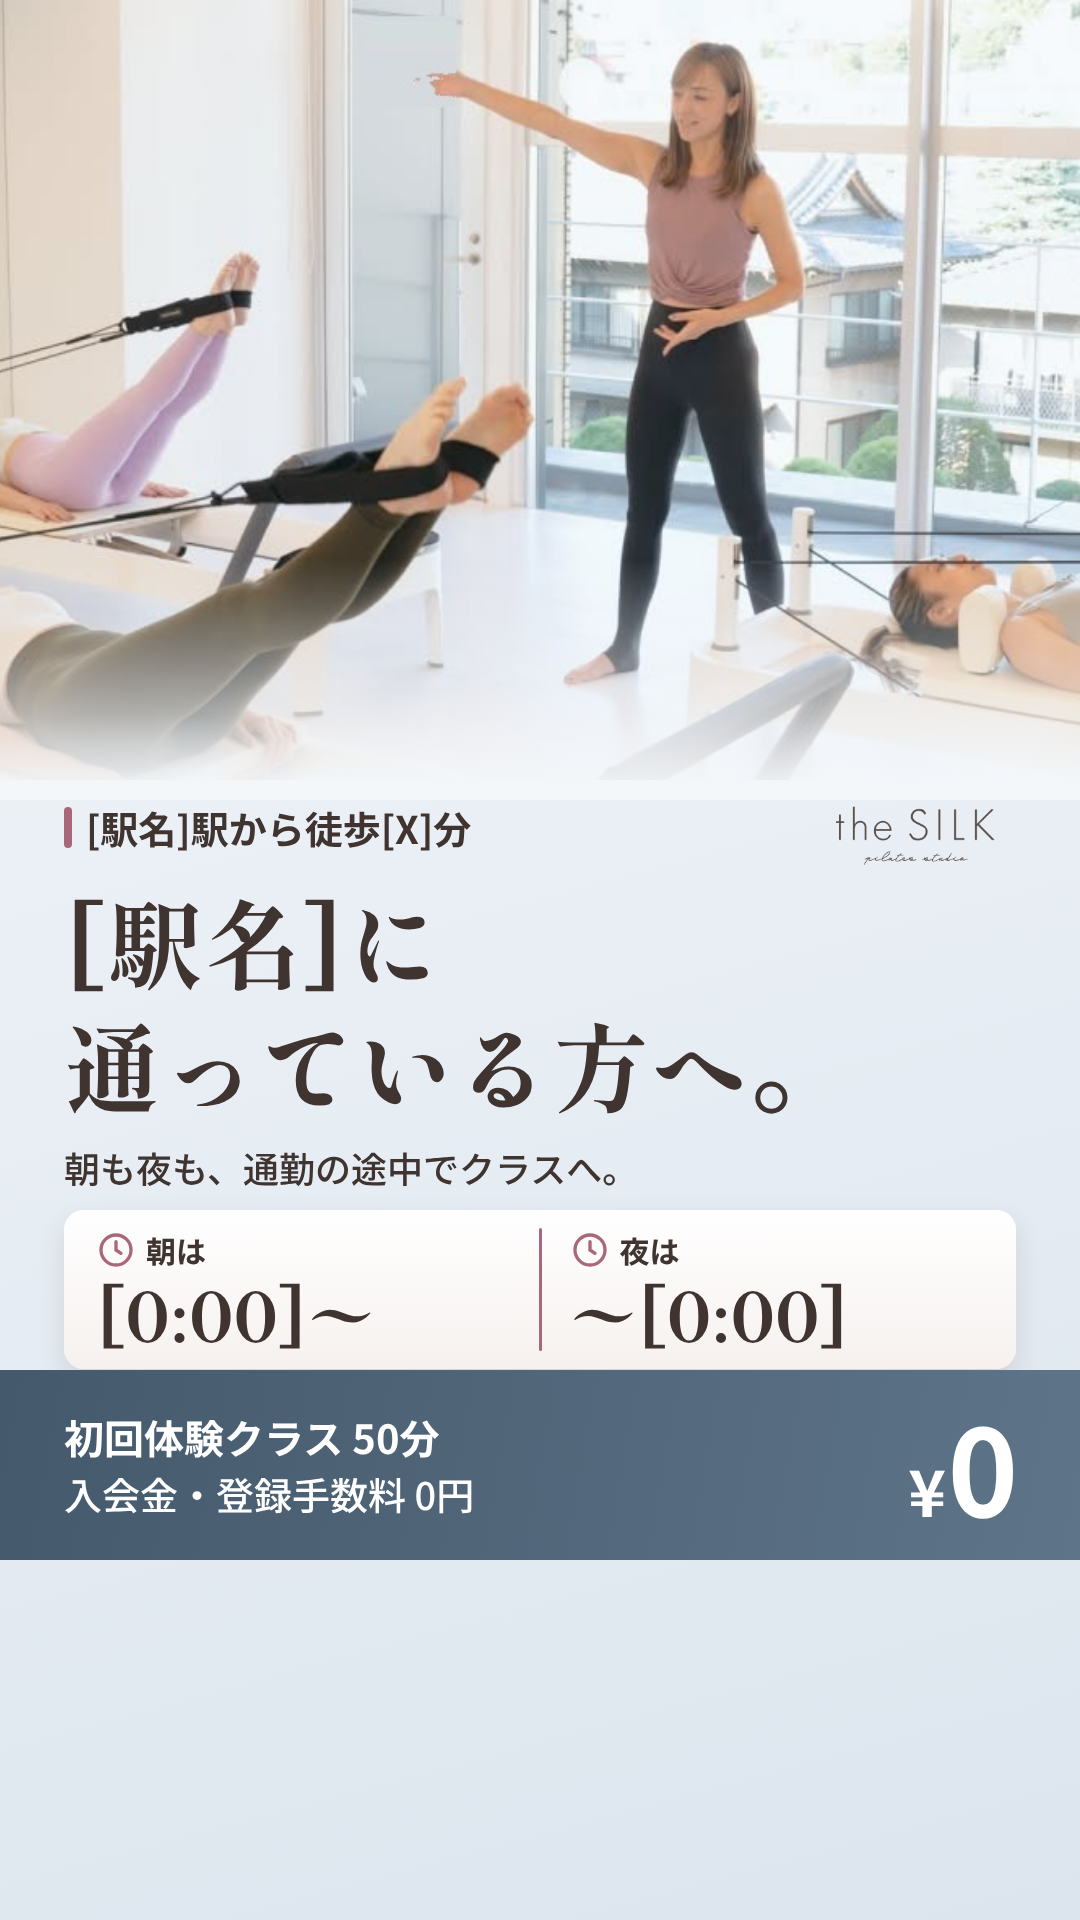 [駅名]駅から徒歩[X]分
the SILK
pilates studio
[駅名]に
通っている方へ。
朝も夜も、通勤の途中でクラスへ。
朝は
[0:00]〜
夜は
〜[0:00]
初回体験クラス 50分
入会金・登録手数料 0円
¥0